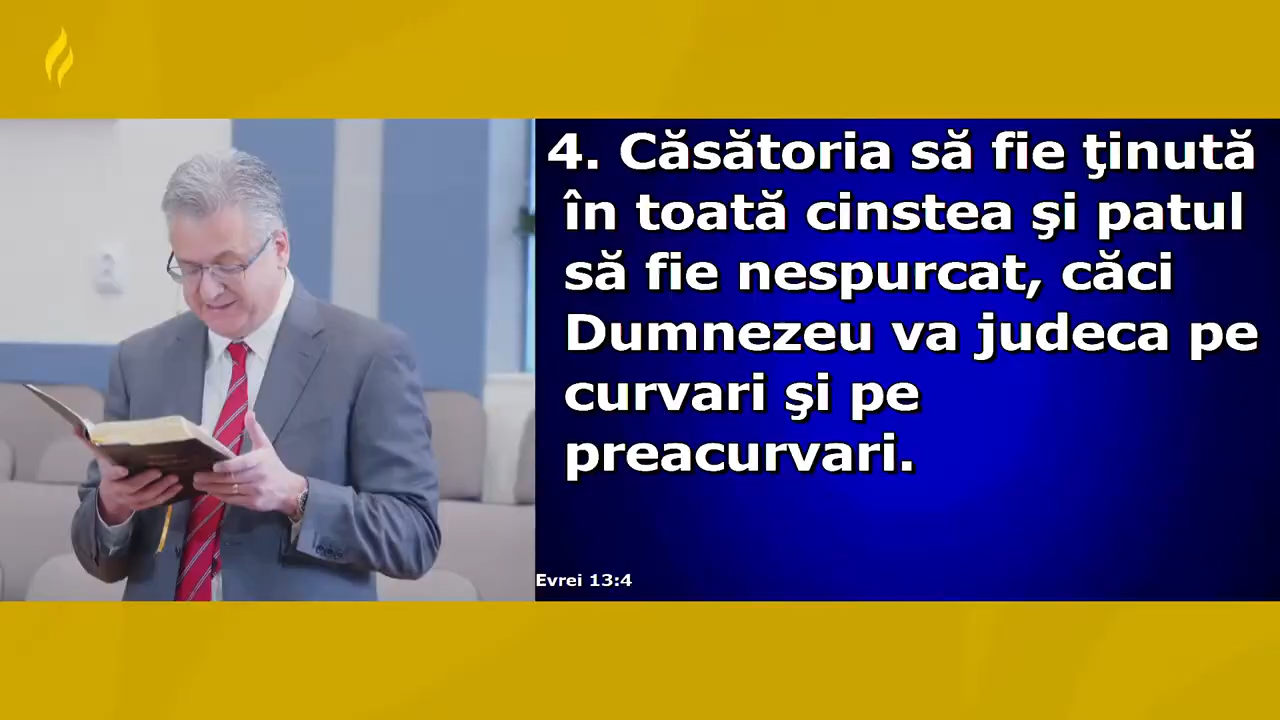 4. Căsătoria să fie ţinută
în toată cinstea şi patul
să fie nespurcat, căci
Dumnezeu va judeca pe
curvari şi pe
preacurvari.
Evrei 13:4